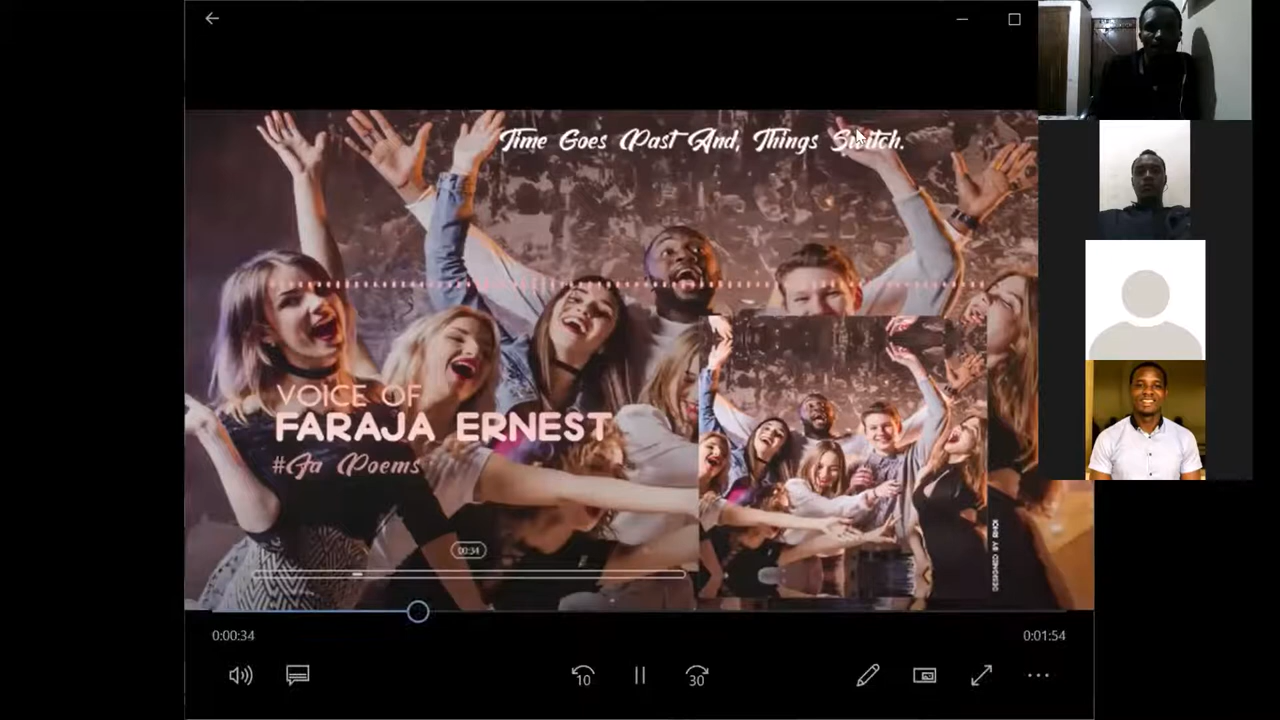 Time Goes Past And, Things Switch.
VOICE OF
FARAJA ERNEST
#Fa Poems
00:34
DESIGNED BY RHOI
0:00:34
0:01:54
10
30